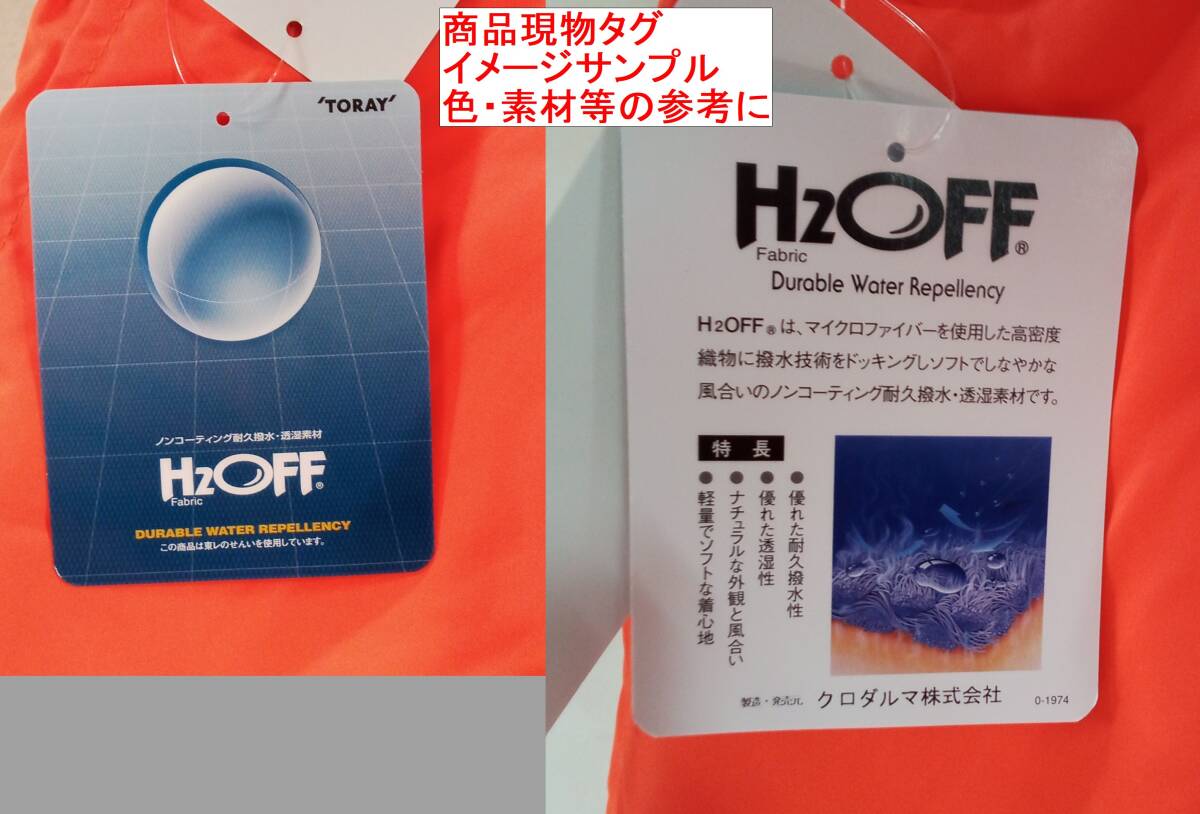 商品現物タグ
イメージサンプル
色・素材等の参考に
'TORAY'
ノンコーティング耐久撥水・透湿素材
H2OFF®
Fabric
DURABLE WATER REPELLENCY
この商品は東レのせんいを使用しています。
H2OFF®
Fabric
Durable Water Repellency
H2OFF®は、マイクロファイバーを使用した高密度
織物に撥水技術をドッキングしソフトでしなやかな
風合いのノンコーティング耐久撥水・透湿素材です。
特長
●優れた耐久撥水性
●優れた透湿性
●ナチュラルな外観と風合い
●軽量でソフトな着心地
製造・発売元 クロダルマ株式会社
0-1974